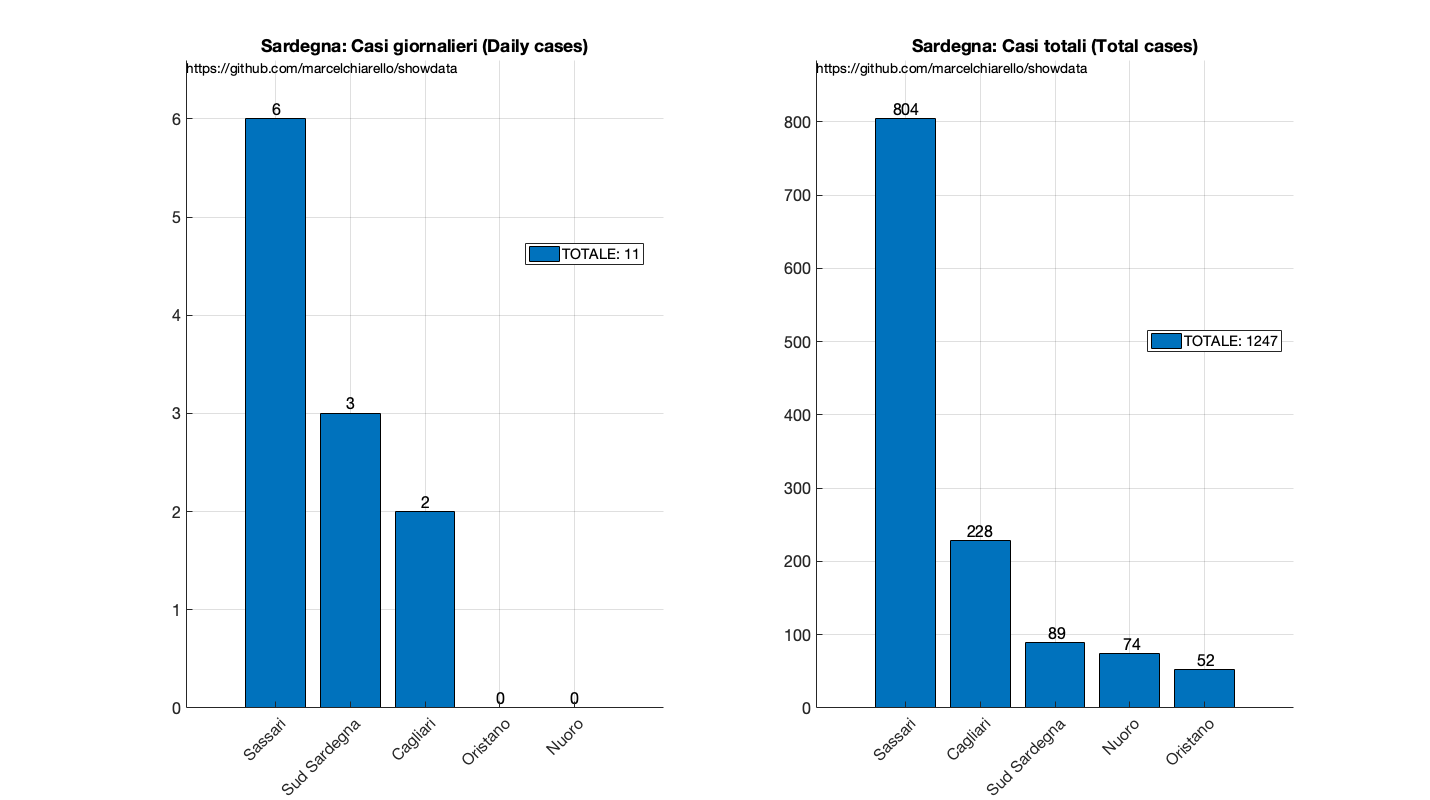 Sardegna: Casi giornalieri (Daily cases)
https://github.com/marcelchiarello/showdata
6
5
4
3
2
1
0
6
3
2
0
0
TOTALE: 11
Sassari
Sud Sardegna
Cagliari
Oristano
Nuoro
Sardegna: Casi totali (Total cases)
https://github.com/marcelchiarello/showdata
800
700
600
500
400
300
200
100
0
804
228
89
74
52
TOTALE: 1247
Sassari
Cagliari
Sud Sardegna
Nuoro
Oristano